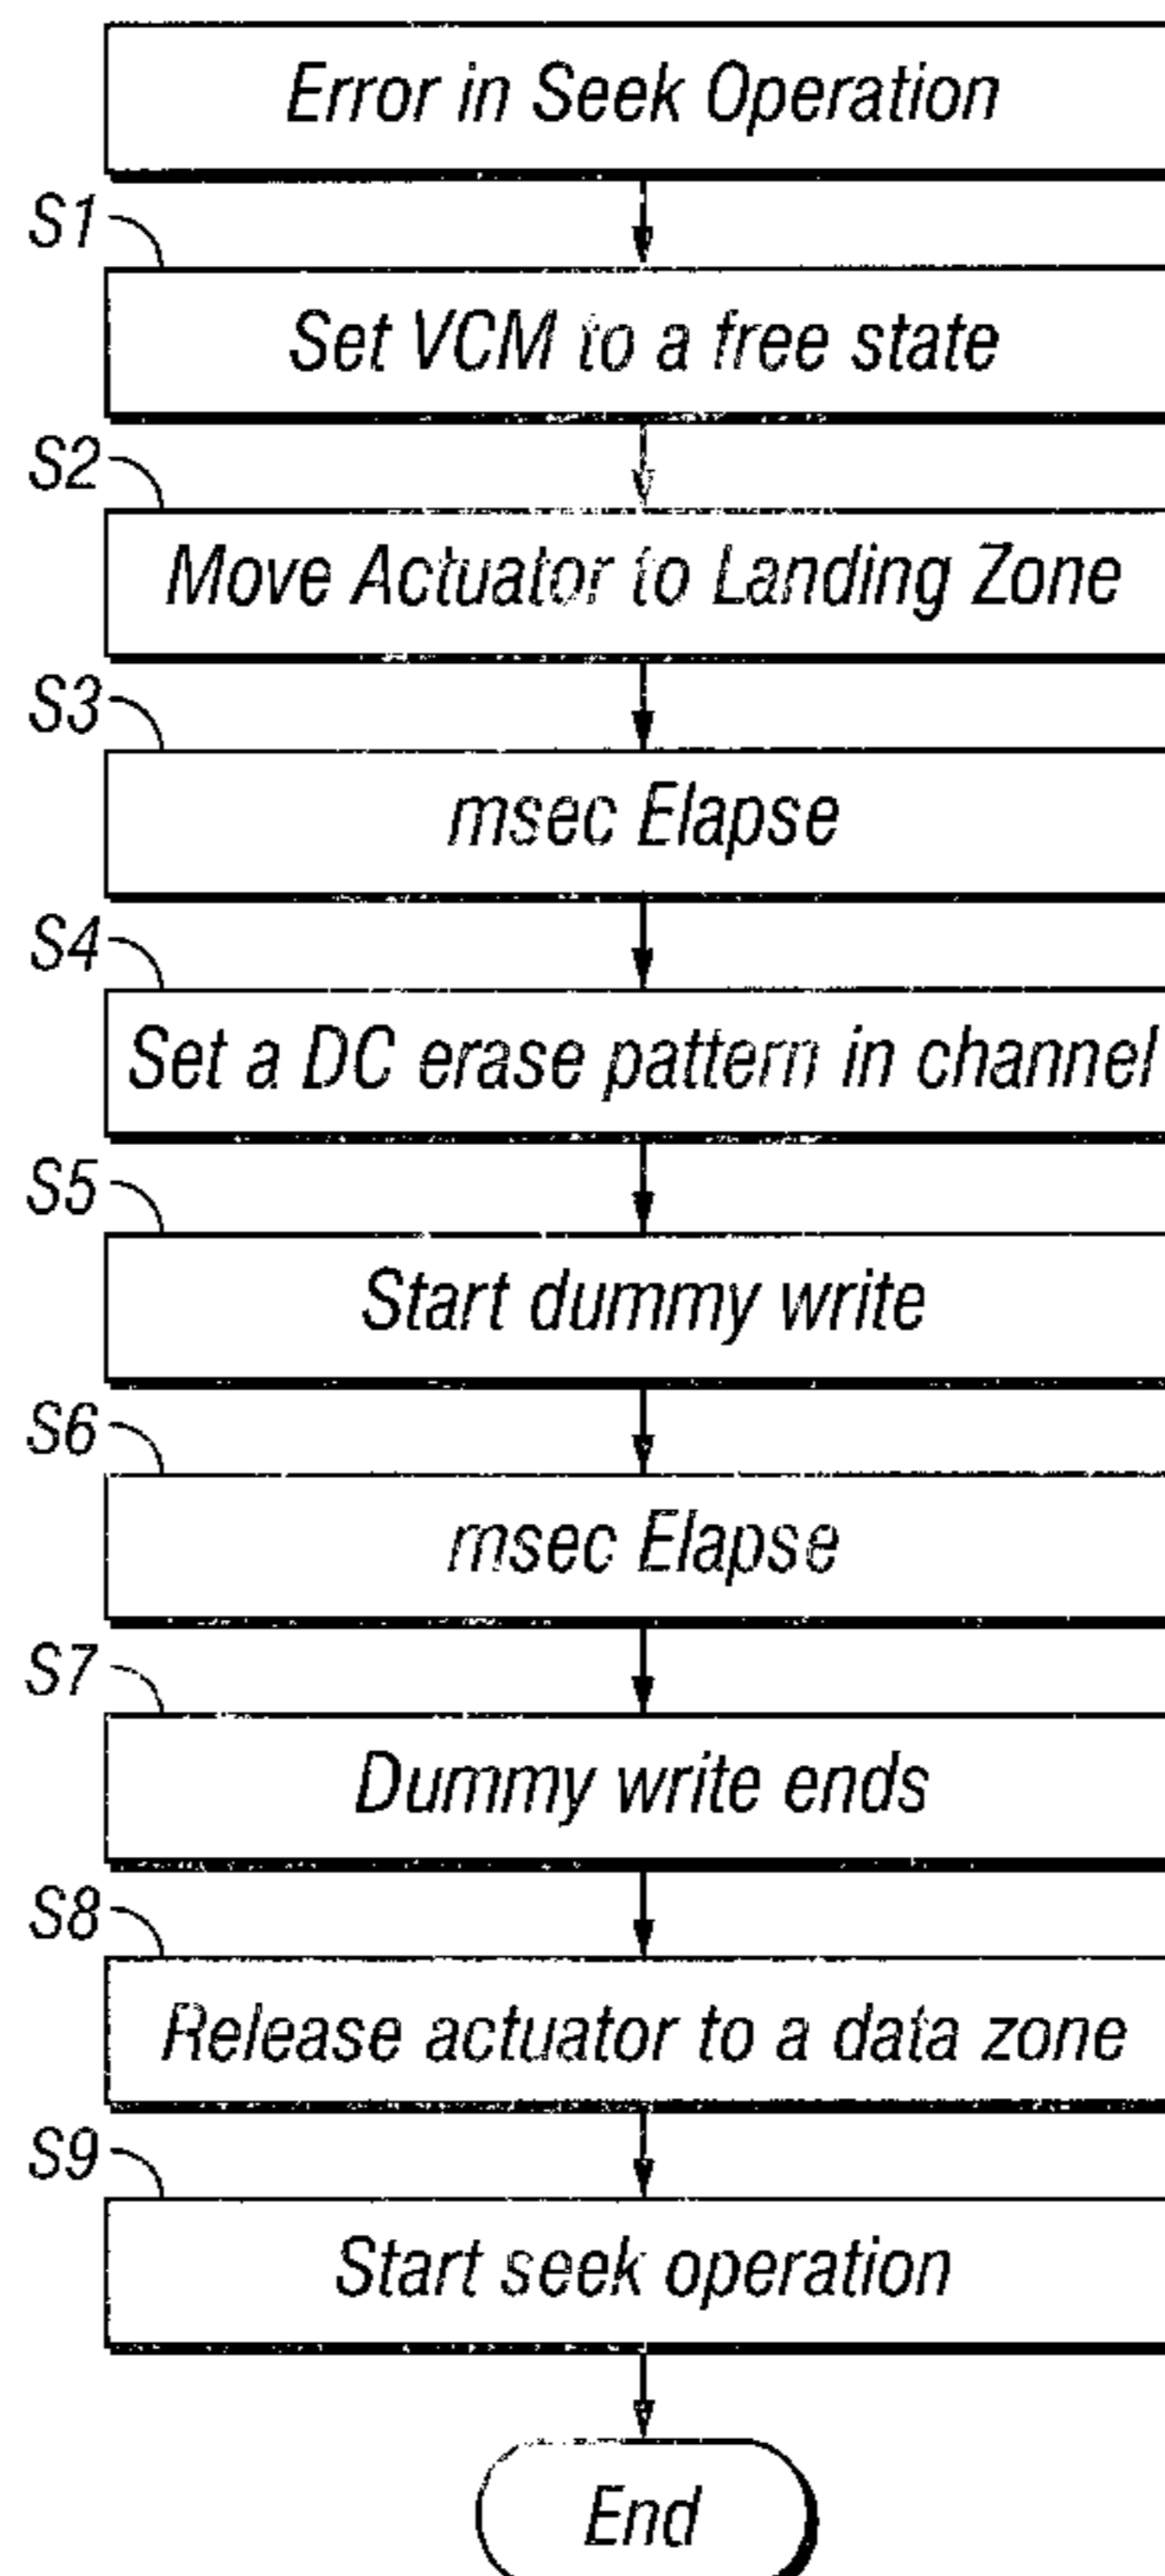 Error in Seek Operation
S1
Set VCM to a free state
S2
Move Actuator to Landing Zone
S3
msec Elapse
S4
Set a DC erase pattern in channel
S5
Start dummy write
S6
msec Elapse
S7
Dummy write ends
S8
Release actuator to a data zone
S9
Start seek operation
End